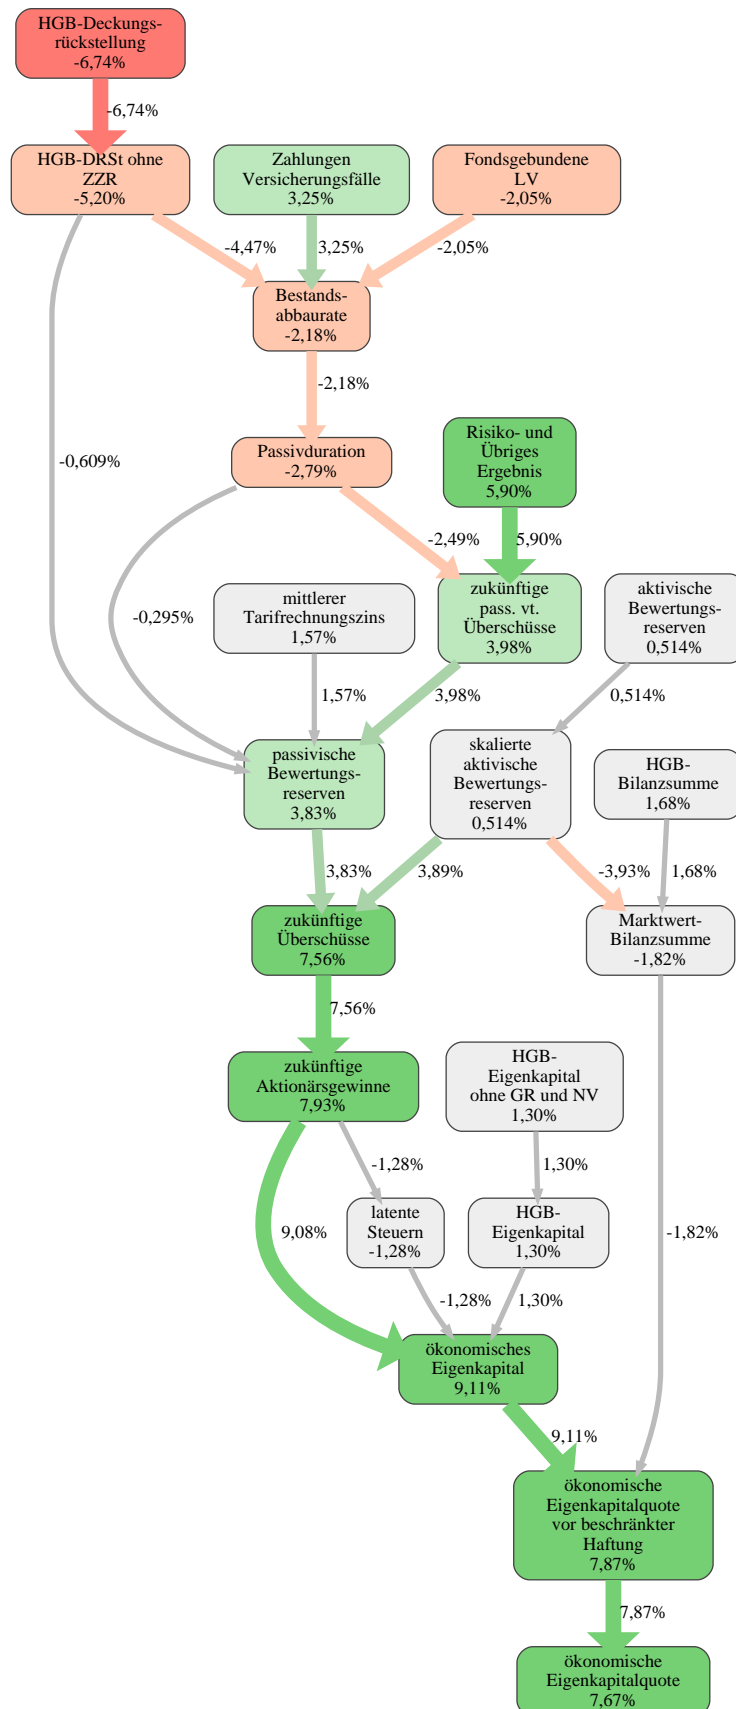 HGB-Deckungs-
rückstellung
-6,74%
-6,74%
HGB-DRSt ohne
ZZR
-5,20%
Zahlungen
Versicherungsfälle
3,25%
Fondsgebundene
LV
-2,05%
-4,47%
3,25%
-2,05%
Bestands-
abbaurate
-2,18%
-2,18%
-0,609%
Passivduration
-2,79%
Risiko- und
Übriges
Ergebnis
5,90%
-2,49%
5,90%
-0,295%
mittlerer
Tarifrechnungszins
1,57%
zukünftige
pass. vt.
Überschüsse
3,98%
aktivische
Bewertungs-
reserven
0,514%
1,57%
3,98%
0,514%
passivische
Bewertungs-
reserven
3,83%
skalierte
aktivische
Bewertungs-
reserven
0,514%
HGB-
Bilanzsumme
1,68%
3,83%
3,89%
-3,93%
1,68%
zukünftige
Überschüsse
7,56%
Marktwert-
Bilanzsumme
-1,82%
7,56%
zukünftige
Aktionärsgewinne
7,93%
HGB-
Eigenkapital
ohne GR und NV
1,30%
-1,28%
1,30%
9,08%
latente
Steuern
-1,28%
HGB-
Eigenkapital
1,30%
-1,82%
-1,28%
1,30%
ökonomisches
Eigenkapital
9,11%
9,11%
ökonomische
Eigenkapitalquote
vor beschränkter
Haftung
7,87%
7,87%
ökonomische
Eigenkapitalquote
7,67%